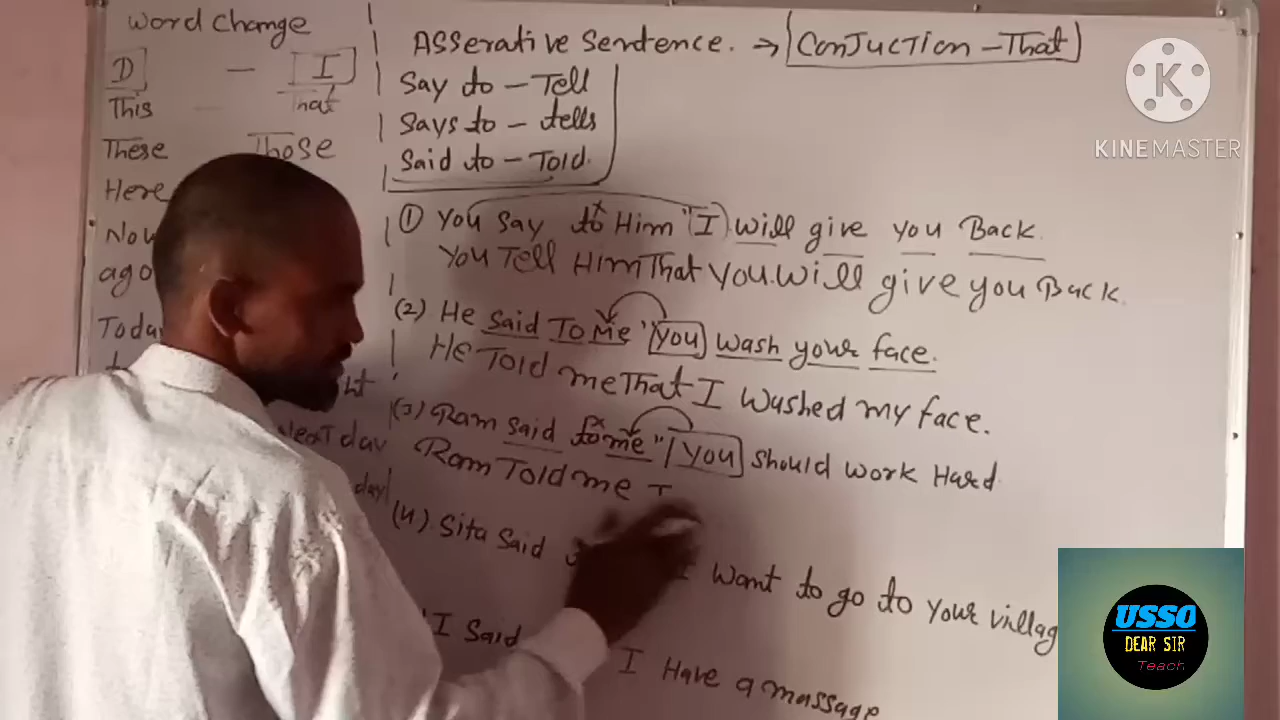 Word Change
D — I
This — That
These Those
Here
Now
ago
Today
Next day
day
Asserative Sentence. → Conjuction - That
Say to - Tell
Says to - tells
Said to - Told.
(1) You say to Him "I will give you Back.
You Tell Him That you will give you Back.
(2) He said To Me "you wash your face.
He Told me That I Washed my face.
(3) Ram said to me "you should work Hard
Ram Told me T
(4) Sita Said I want to go to your villag
I Said I Have a massage
KINEMASTER
USSO
DEAR SIR
Teach